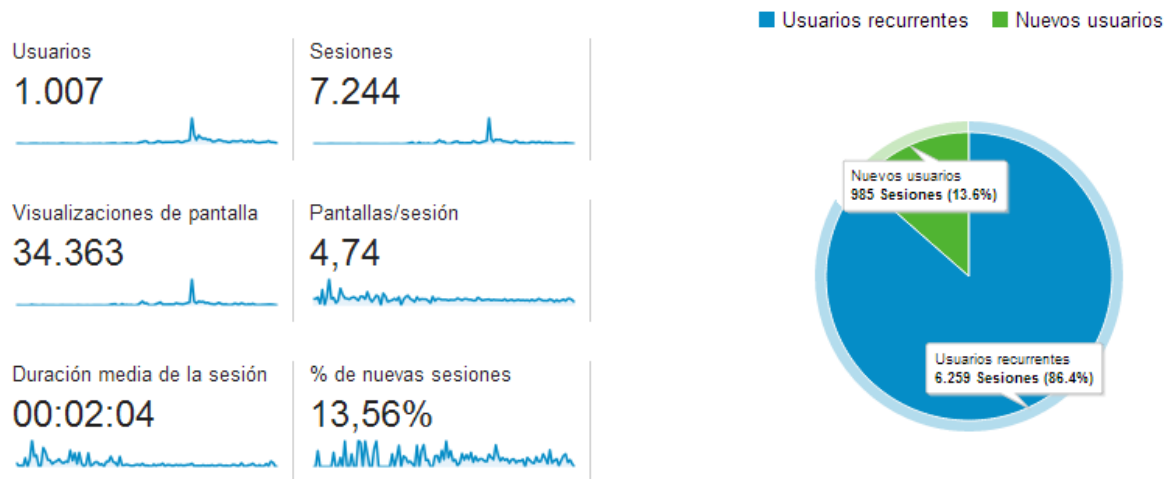 Usuarios recurrentes Nuevos usuarios
Usuarios
1.007
Sesiones
7.244
Visualizaciones de pantalla
34.363
Pantallas/sesión
4,74
Duración media de la sesión
00:02:04
% de nuevas sesiones
13,56%
Nuevos usuarios
985 Sesiones (13.6%)
Usuarios recurrentes
6.259 Sesiones (86.4%)